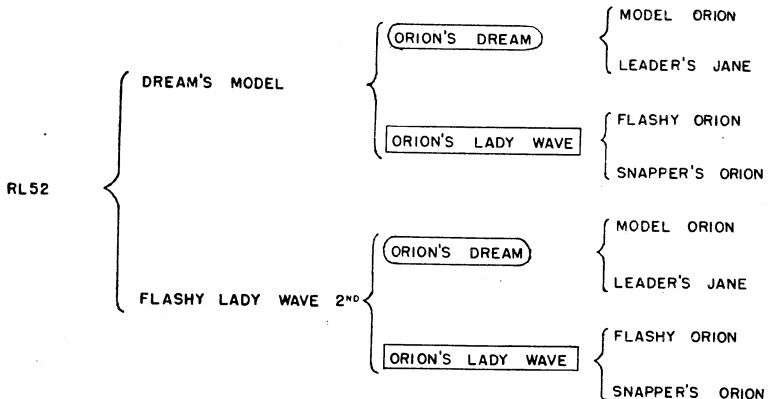 MODEL ORION
ORION'S DREAM
LEADER'S JANE
DREAM'S MODEL
FLASHY ORION
ORION'S LADY WAVE
SNAPPER'S ORION
RL52
MODEL ORION
ORION'S DREAM
LEADER'S JANE
FLASHY LADY WAVE 2ND
FLASHY ORION
ORION'S LADY WAVE
SNAPPER'S ORION